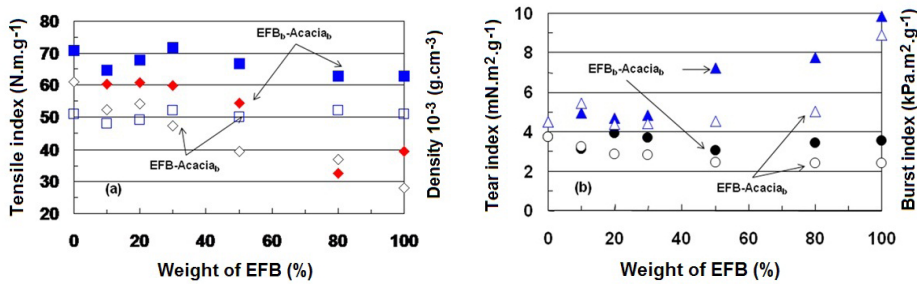 80
70
60
50
40
30
20
Tensile index (N.m.g-1)
Density 10-3 (g.cm-3)
EFBb-Acaciab
EFB-Acaciab
(a)
0 20 40 60 80 100
Weight of EFB (%)
10
8
6
4
2
0
Tear index (mN.m2.g-1)
Burst index (kPa.m2.g-1)
EFBb-Acaciab
EFB-Acaciab
(b)
0 20 40 60 80 100
Weight of EFB (%)